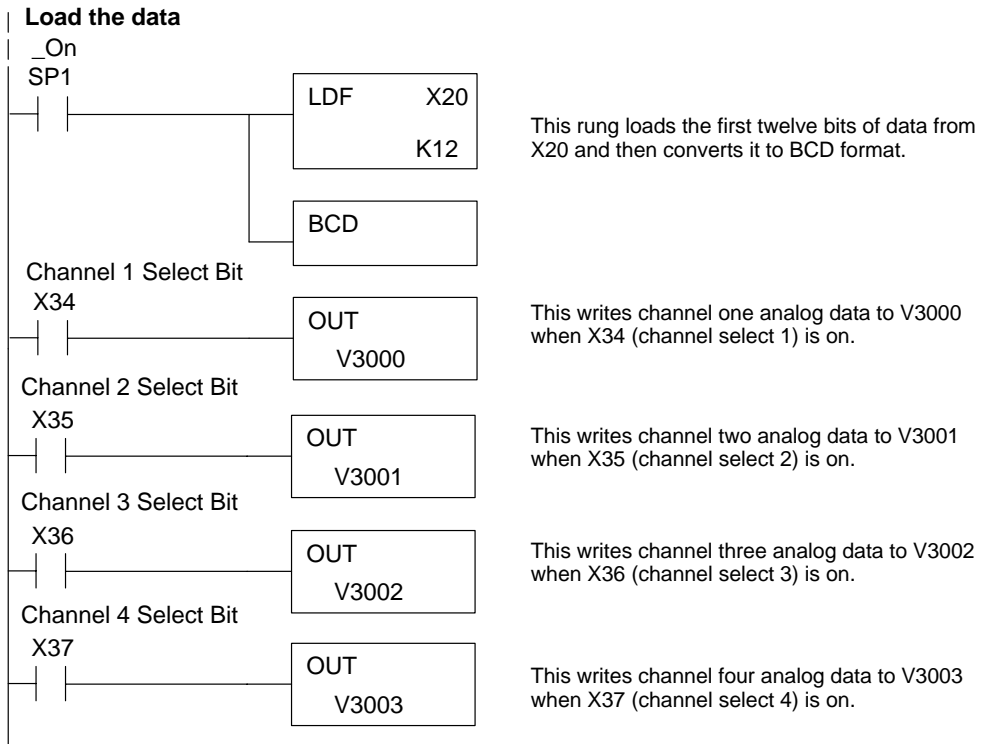 Load the data
_On
SP1
LDF X20
K12
This rung loads the first twelve bits of data from
X20 and then converts it to BCD format.
BCD
Channel 1 Select Bit
X34
OUT
V3000
This writes channel one analog data to V3000
when X34 (channel select 1) is on.
Channel 2 Select Bit
X35
OUT
V3001
This writes channel two analog data to V3001
when X35 (channel select 2) is on.
Channel 3 Select Bit
X36
OUT
V3002
This writes channel three analog data to V3002
when X36 (channel select 3) is on.
Channel 4 Select Bit
X37
OUT
V3003
This writes channel four analog data to V3003
when X37 (channel select 4) is on.